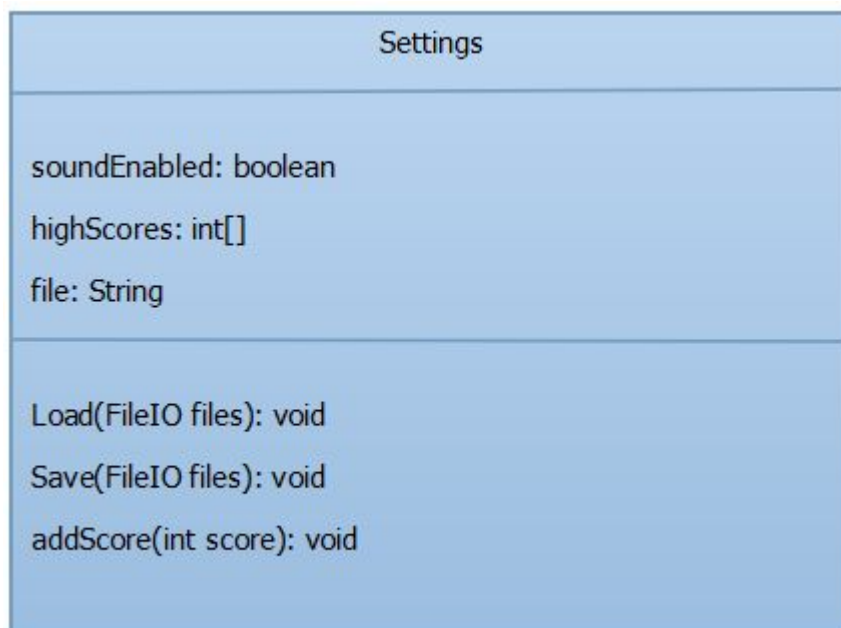 Settings
soundEnabled: boolean
highScores: int[]
file: String
Load(FileIO files): void
Save(FileIO files): void
addScore(int score): void